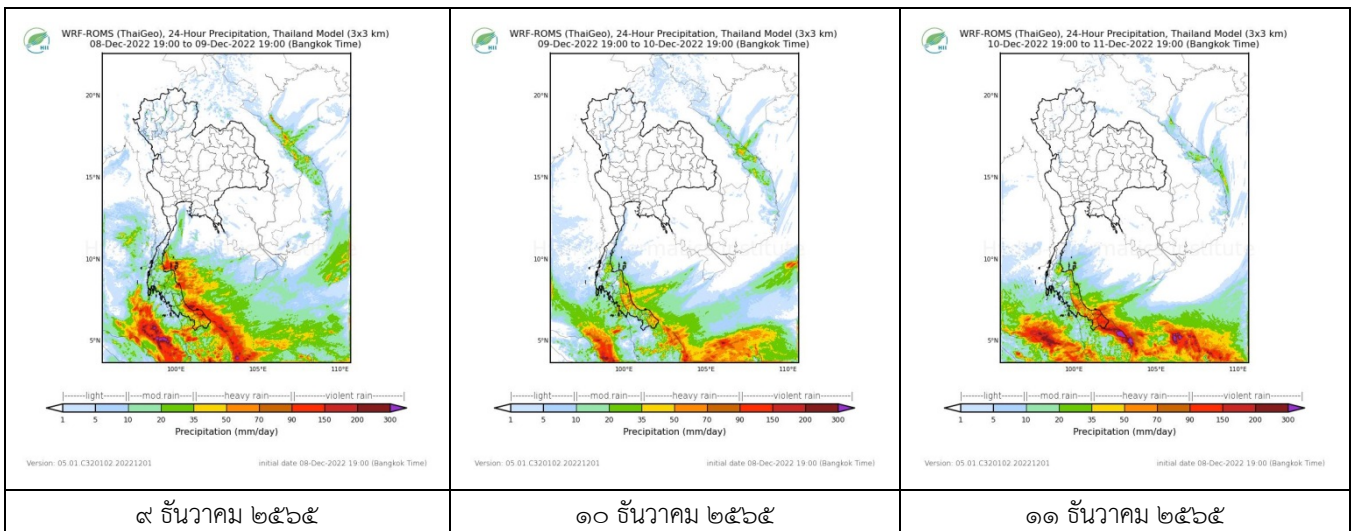 WRF-ROMS (ThaiGeo), 24-Hour Precipitation, Thailand Model (3x3 km)
08-Dec-2022 19:00 to 09-Dec-2022 19:00 (Bangkok Time)
HII
20°N
15°N
10°N
5°N
100°E 105°E 110°E
|------light------||---mod rain----||------heavy rain------||------violent rain------|
1 5 10 20 35 50 70 90 150 200 300
Precipitation (mm/day)
Version: 05.01.C320102.20221201 initial date 08-Dec-2022 19:00 (Bangkok Time)
๙ ธันวาคม ๒๕๖๕
WRF-ROMS (ThaiGeo), 24-Hour Precipitation, Thailand Model (3x3 km)
09-Dec-2022 19:00 to 10-Dec-2022 19:00 (Bangkok Time)
HII
20°N
15°N
10°N
5°N
100°E 105°E 110°E
|------light------||---mod rain----||------heavy rain------||------violent rain------|
1 5 10 20 35 50 70 90 150 200 300
Precipitation (mm/day)
Version: 05.01.C320102.20221201 initial date 08-Dec-2022 19:00 (Bangkok Time)
๑๐ ธันวาคม ๒๕๖๕
WRF-ROMS (ThaiGeo), 24-Hour Precipitation, Thailand Model (3x3 km)
10-Dec-2022 19:00 to 11-Dec-2022 19:00 (Bangkok Time)
HII
20°N
15°N
10°N
5°N
100°E 105°E 110°E
|------light------||---mod rain----||------heavy rain------||------violent rain------|
1 5 10 20 35 50 70 90 150 200 300
Precipitation (mm/day)
Version: 05.01.C320102.20221201 initial date 08-Dec-2022 19:00 (Bangkok Time)
๑๑ ธันวาคม ๒๕๖๕